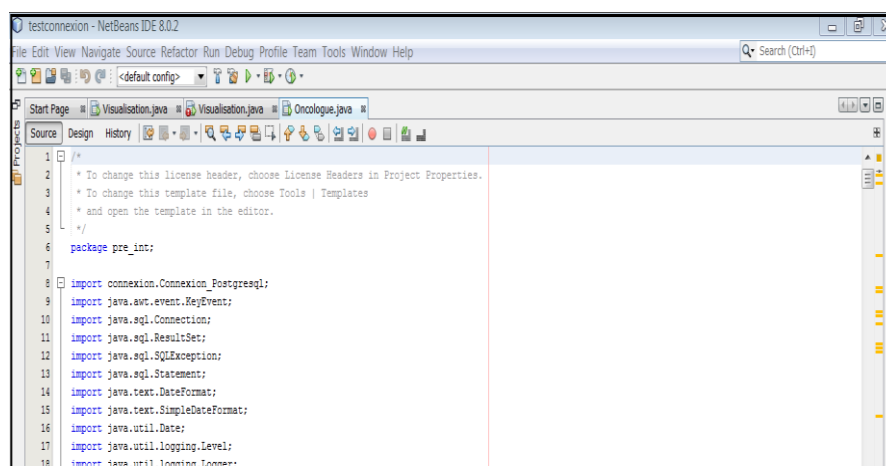 testconnexion - NetBeans IDE 8.0.2
File Edit View Navigate Source Refactor Run Debug Profile Team Tools Window Help
Search (Ctrl+I)
<default config>
Start Page Visualisation.java Visualisation.java Oncologue.java
Source Design History
Projects
1 /*
2 * To change this license header, choose License Headers in Project Properties.
3 * To change this template file, choose Tools | Templates
4 * and open the template in the editor.
5 */
6 package pre_int;
7
8 import connexion.Connexion_Postgresql;
9 import java.awt.event.KeyEvent;
10 import java.sql.Connection;
11 import java.sql.ResultSet;
12 import java.sql.SQLException;
13 import java.sql.Statement;
14 import java.text.DateFormat;
15 import java.text.SimpleDateFormat;
16 import java.util.Date;
17 import java.util.logging.Level;
18 import java.util.logging.Logger;